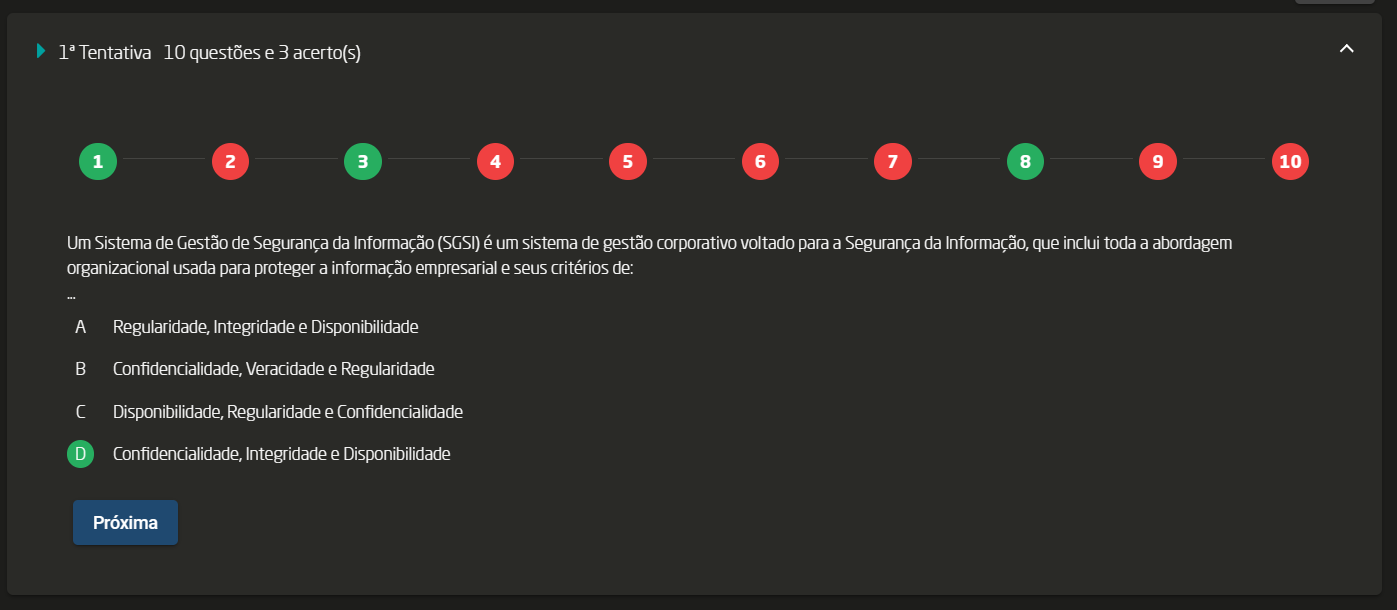 1ª Tentativa 10 questões e 3 acerto(s)
1 2 3 4 5 6 7 8 9 10
Um Sistema de Gestão de Segurança da Informação (SGSI) é um sistema de gestão corporativo voltado para a Segurança da Informação, que inclui toda a abordagem
organizacional usada para proteger a informação empresarial e seus critérios de:
...
A Regularidade, Integridade e Disponibilidade
B Confidencialidade, Veracidade e Regularidade
C Disponibilidade, Regularidade e Confidencialidade
D Confidencialidade, Integridade e Disponibilidade
Próxima